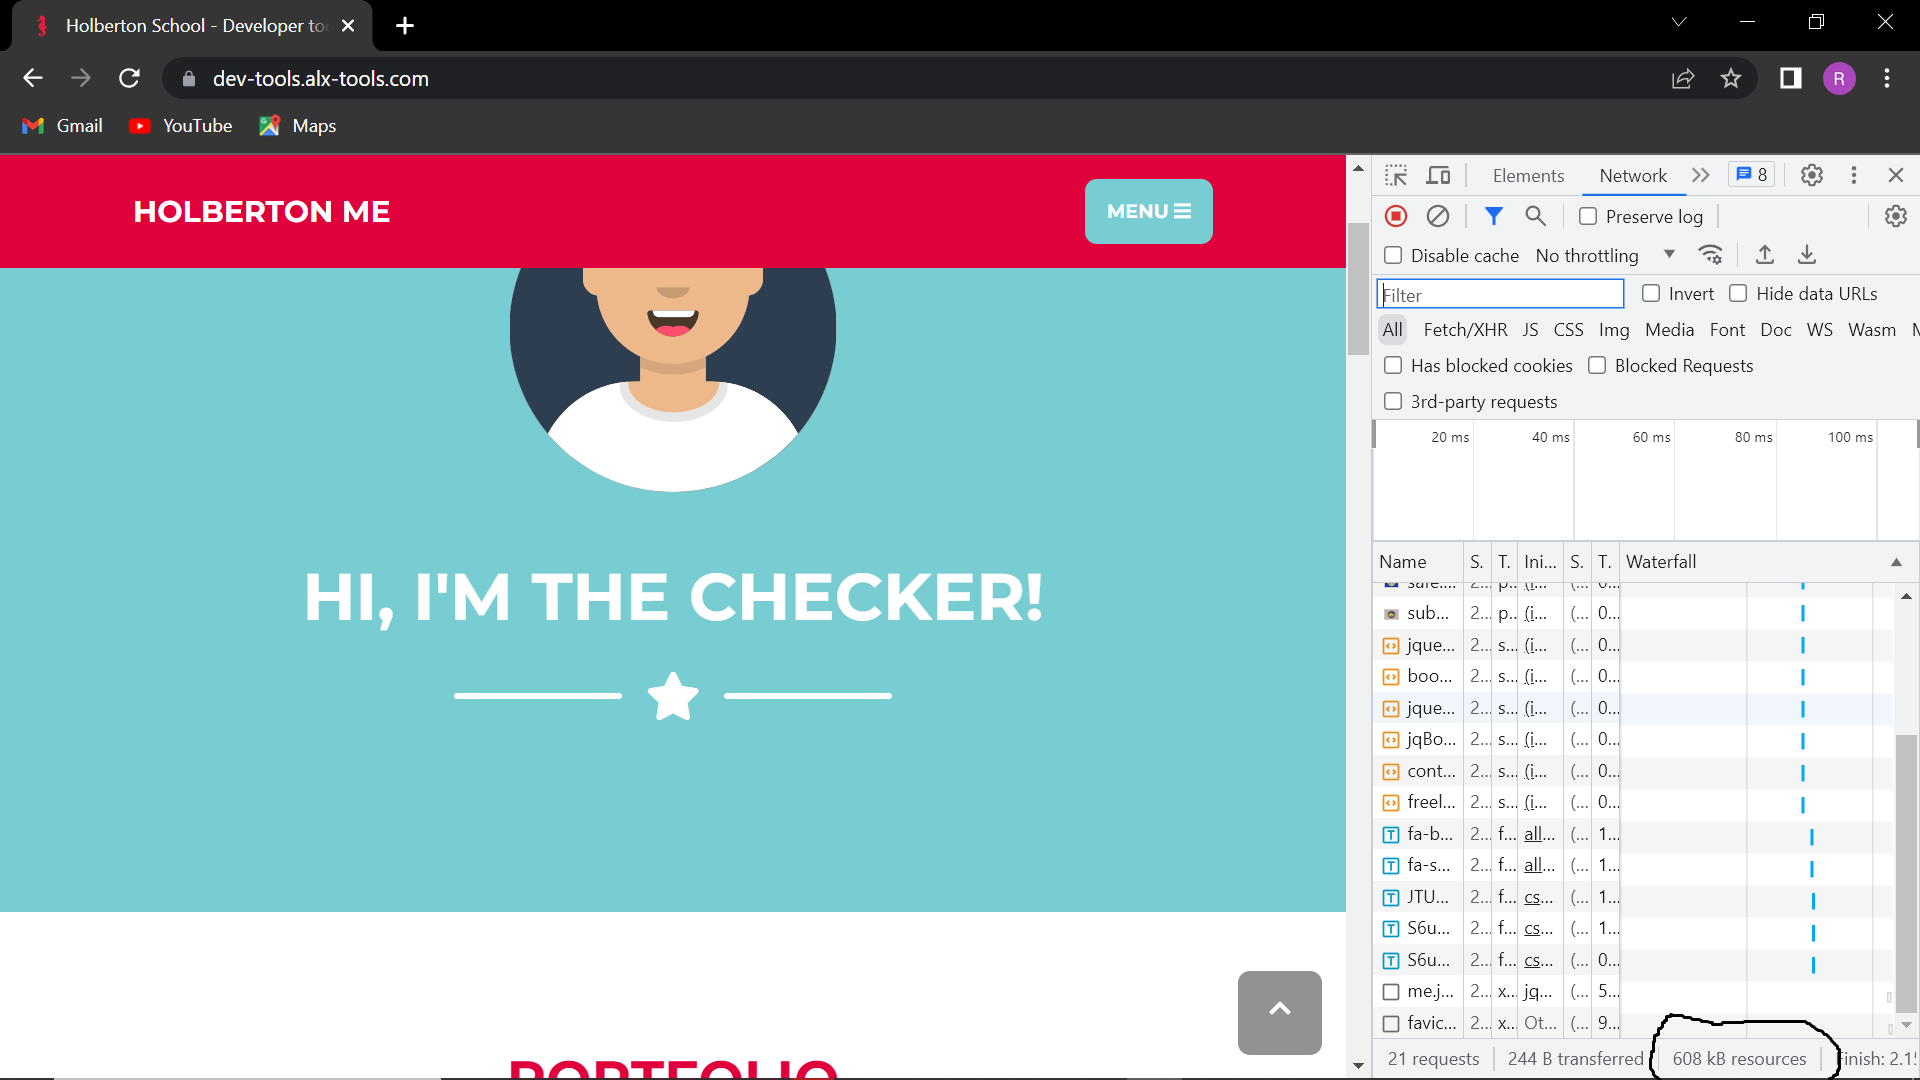 Holberton School - Developer to
dev-tools.alx-tools.com
R
Gmail
YouTube
Maps
HOLBERTON ME
MENU
HI, I'M THE CHECKER!
PORTFOLIO
Elements
Network
8
Preserve log
Disable cache
No throttling
Filter
Invert
Hide data URLs
All Fetch/XHR JS CSS Img Media Font Doc WS Wasm
Has blocked cookies
Blocked Requests
3rd-party requests
20 ms 40 ms 60 ms 80 ms 100 ms
Name S. T. Ini... S. T. Waterfall
sub... 2... p... (i... (... 0...
jque... 2... s... (i... (... 0...
boo... 2... s... (i... (... 0...
jque... 2... s... (i... (... 0...
jqBo... 2... s... (i... (... 0...
cont... 2... s... (i... (... 0...
freel... 2... s... (i... (... 0...
fa-b... 2... f... all... (... 1...
fa-s... 2... f... all... (... 1...
JTU... 2... f... cs... (... 1...
S6u... 2... f... cs... (... 1...
S6u... 2... f... cs... (... 0...
me.j... 2... x... jq... (... 5...
favic... 2... x... Ot... (... 9...
21 requests 244 B transferred 608 kB resources inish: 2.1